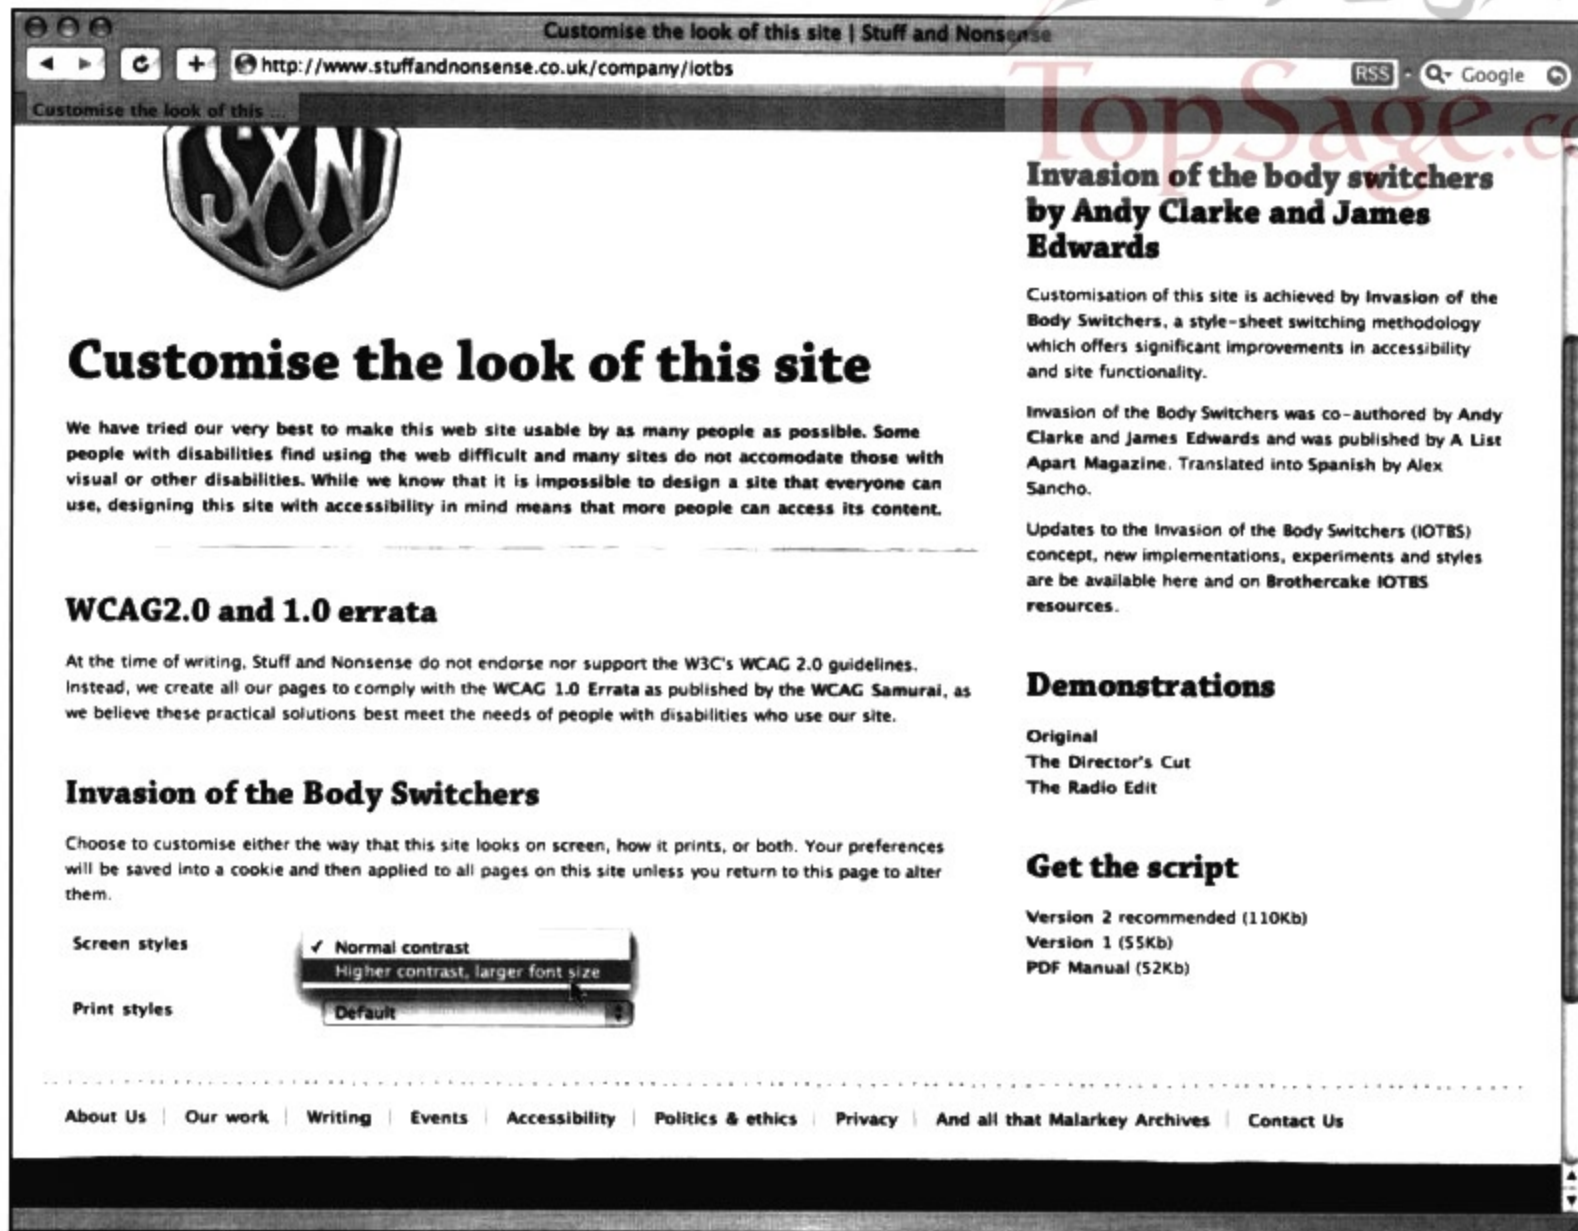 Customise the look of this site | Stuff and Nonsense
http://www.stuffandnonsense.co.uk/company/iotbs
RSS
Google
Customise the look of this ...
TopSage.co
SXN
Customise the look of this site
We have tried our very best to make this web site usable by as many people as possible. Some
people with disabilities find using the web difficult and many sites do not accomodate those with
visual or other disabilities. While we know that it is impossible to design a site that everyone can
use, designing this site with accessibility in mind means that more people can access its content.
WCAG2.0 and 1.0 errata
At the time of writing, Stuff and Nonsense do not endorse nor support the W3C's WCAG 2.0 guidelines.
Instead, we create all our pages to comply with the WCAG 1.0 Errata as published by the WCAG Samurai, as
we believe these practical solutions best meet the needs of people with disabilities who use our site.
Invasion of the Body Switchers
Choose to customise either the way that this site looks on screen, how it prints, or both. Your preferences
will be saved into a cookie and then applied to all pages on this site unless you return to this page to alter
them.
Screen styles
✓ Normal contrast
Higher contrast, larger font size
Print styles
Default
Invasion of the body switchers
by Andy Clarke and James
Edwards
Customisation of this site is achieved by Invasion of the
Body Switchers, a style-sheet switching methodology
which offers significant improvements in accessibility
and site functionality.
Invasion of the Body Switchers was co-authored by Andy
Clarke and James Edwards and was published by A List
Apart Magazine. Translated into Spanish by Alex
Sancho.
Updates to the Invasion of the Body Switchers (IOTBS)
concept, new implementations, experiments and styles
are be available here and on Brothercake IOTBS
resources.
Demonstrations
Original
The Director's Cut
The Radio Edit
Get the script
Version 2 recommended (110Kb)
Version 1 (55Kb)
PDF Manual (52Kb)
About Us | Our work | Writing | Events | Accessibility | Politics & ethics | Privacy | And all that Malarkey Archives | Contact Us